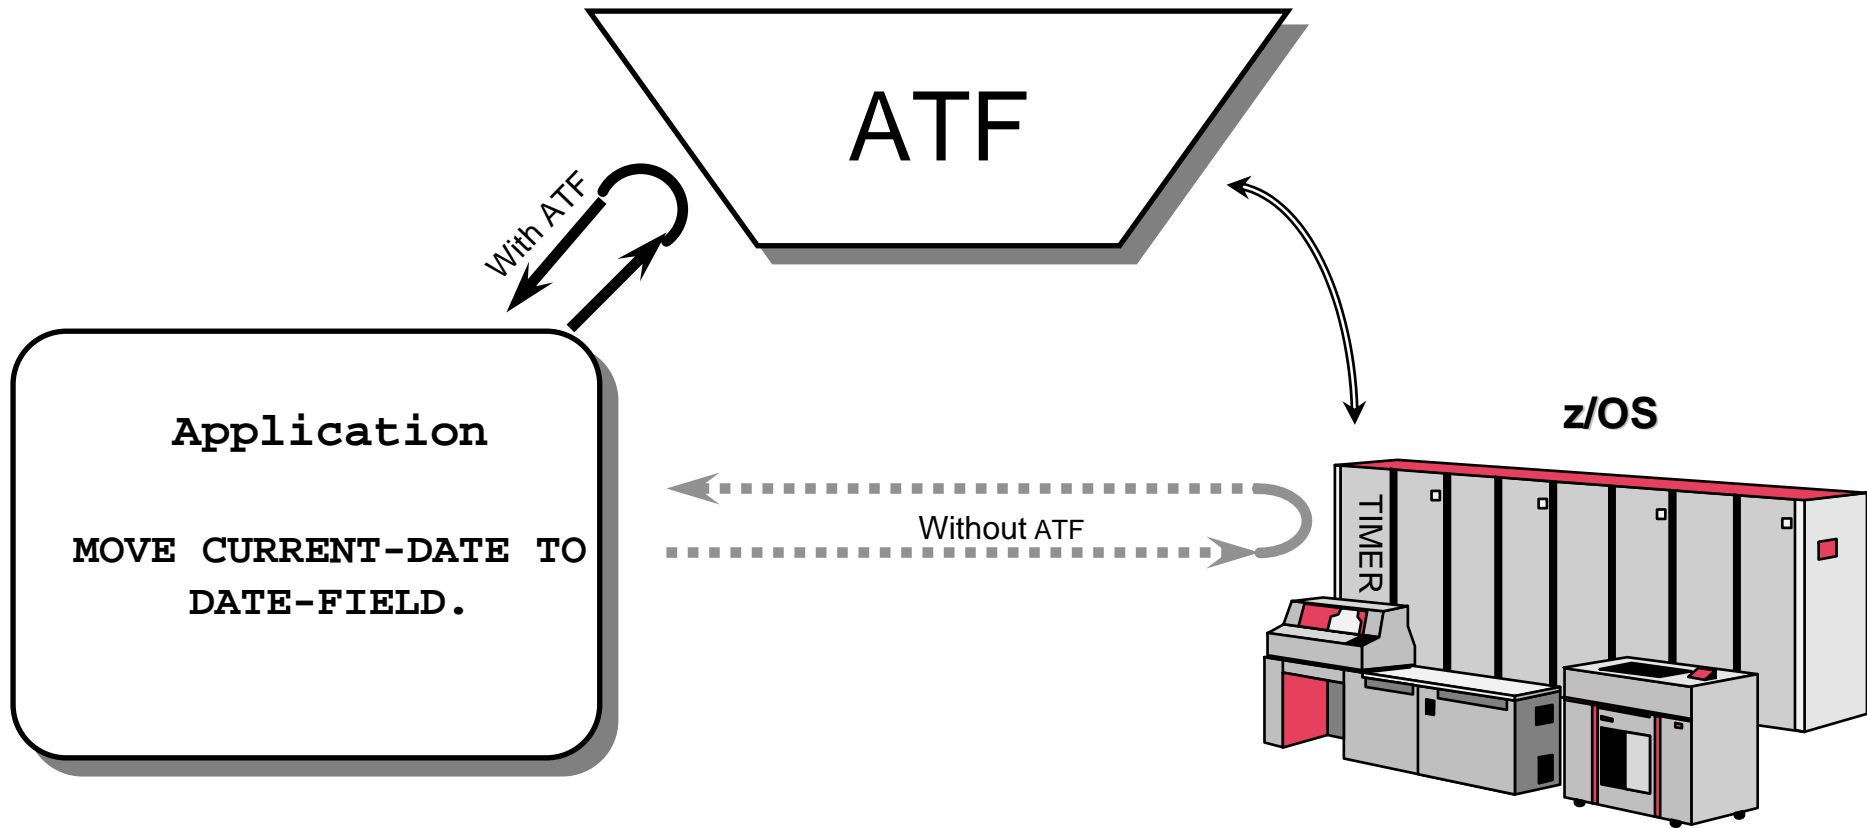 ATF
With ATF
Application
MOVE CURRENT-DATE TO
DATE-FIELD.
Without ATF
z/OS
TIMER